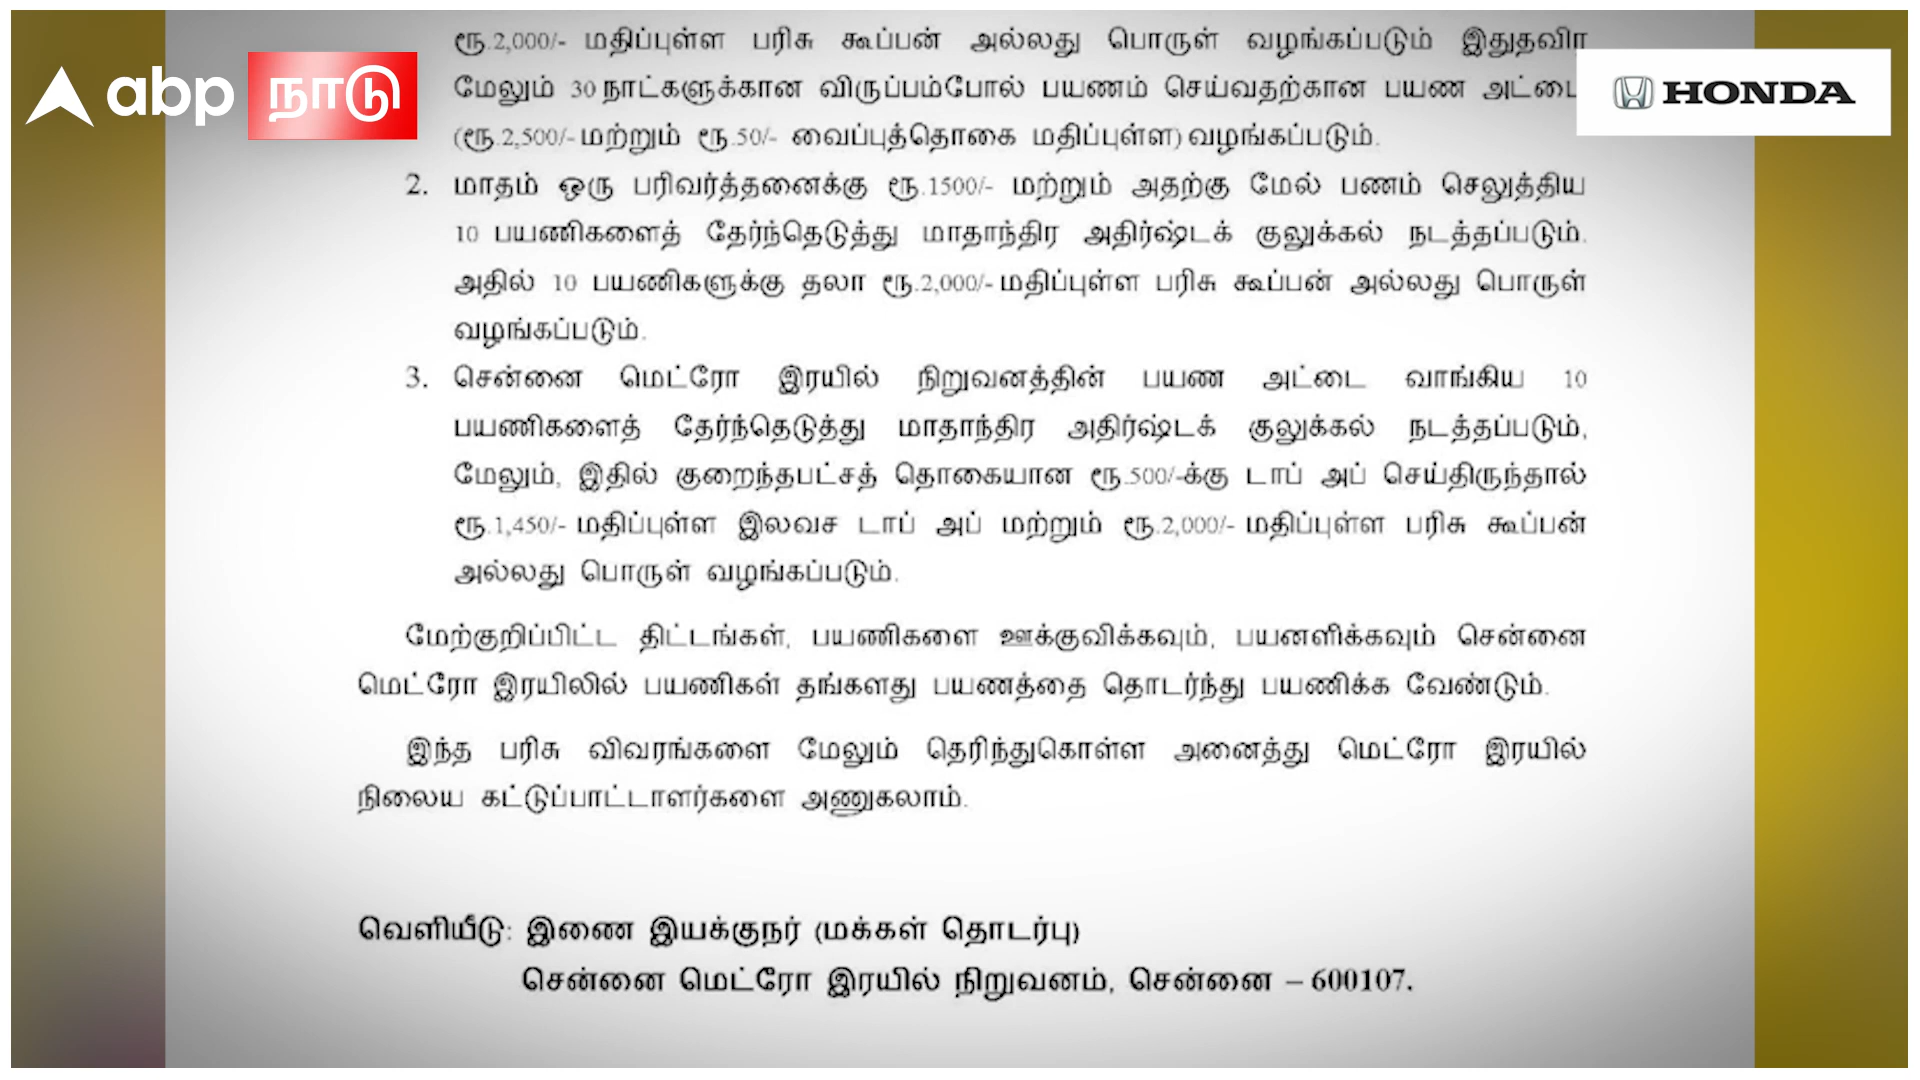 ரூ.2,000/- மதிப்புள்ள பரிசு கூப்பன் அல்லது பொருள் வழங்கப்படும் இதுதவிர
abp நாடு
HONDA
மேலும் 30 நாட்களுக்கான விருப்பம்போல் பயணம் செய்வதற்கான பயண அட்டை
(ரூ.2,500/- மற்றும் ரூ.50/- வைப்புத்தொகை மதிப்புள்ள) வழங்கப்படும்.
2. மாதம் ஒரு பரிவர்த்தனைக்கு ரூ.1500/- மற்றும் அதற்கு மேல் பணம் செலுத்திய
10 பயணிகளைத் தேர்ந்தெடுத்து மாதாந்திர அதிர்ஷ்டக் குலுக்கல் நடத்தப்படும்.
அதில் 10 பயணிகளுக்கு தலா ரூ.2,000/- மதிப்புள்ள பரிசு கூப்பன் அல்லது பொருள்
வழங்கப்படும்.
3. சென்னை மெட்ரோ இரயில் நிறுவனத்தின் பயண அட்டை வாங்கிய 10
பயணிகளைத் தேர்ந்தெடுத்து மாதாந்திர அதிர்ஷ்டக் குலுக்கல் நடத்தப்படும்,
மேலும், இதில் குறைந்தபட்சத் தொகையான ரூ.500/-க்கு டாப் அப் செய்திருந்தால்
ரூ.1,450/- மதிப்புள்ள இலவச டாப் அப் மற்றும் ரூ.2,000/- மதிப்புள்ள பரிசு கூப்பன்
அல்லது பொருள் வழங்கப்படும்.
மேற்குறிப்பிட்ட திட்டங்கள், பயணிகளை ஊக்குவிக்கவும், பயனளிக்கவும் சென்னை
மெட்ரோ இரயிலில் பயணிகள் தங்களது பயணத்தை தொடர்ந்து பயணிக்க வேண்டும்.
இந்த பரிசு விவரங்களை மேலும் தெரிந்துகொள்ள அனைத்து மெட்ரோ இரயில்
நிலைய கட்டுப்பாட்டாளர்களை அணுகலாம்.
வெளியீடு: இணை இயக்குநர் (மக்கள் தொடர்பு)
சென்னை மெட்ரோ இரயில் நிறுவனம், சென்னை – 600107.